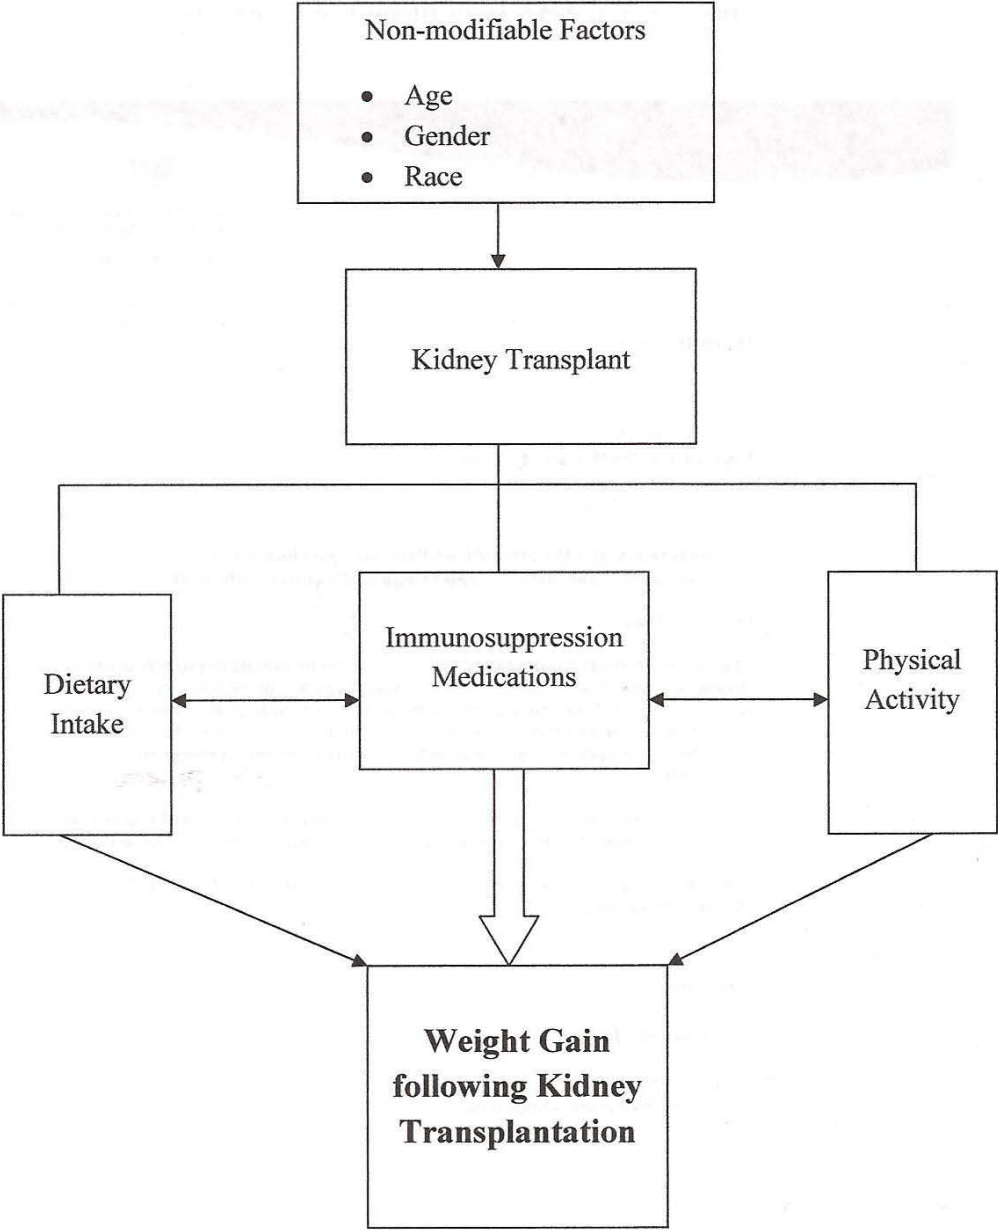 Non-modifiable Factors
• Age
• Gender
• Race
Kidney Transplant
Dietary
Intake
Immunosuppression
Medications
Physical
Activity
Weight Gain
following Kidney
Transplantation